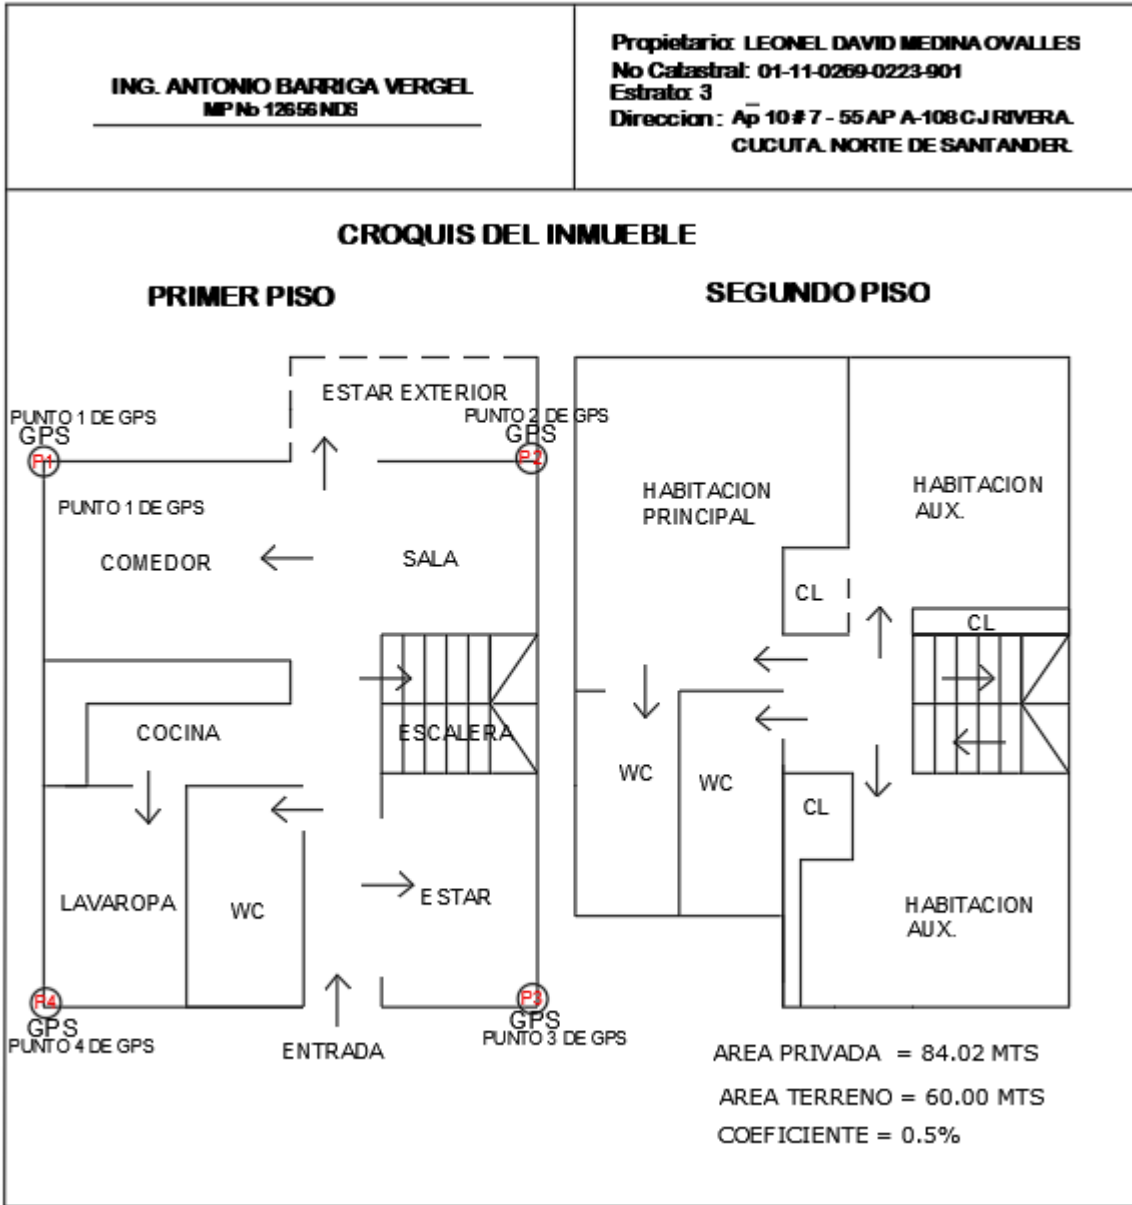 ING. ANTONIO BARRIGA VERGEL
MP No 12656 NDS
Propietario: LEONEL DAVID MEDINA OVALLES
No Catastral: 01-11-0269-0223-901
Estrato: 3
Direccion: Ap 10 # 7 - 55 AP A-108 CJ RIVERA.
CUCUTA. NORTE DE SANTANDER.
CROQUIS DEL INMUEBLE
PRIMER PISO
ESTAR EXTERIOR
PUNTO 1 DE GPS
GPS
P1
PUNTO 2 DE GPS
GPS
P2
PUNTO 1 DE GPS
COMEDOR
SALA
COCINA
ESCALERA
LAVAROPA
WC
ESTAR
P4
GPS
PUNTO 4 DE GPS
ENTRADA
P3
GPS
PUNTO 3 DE GPS
SEGUNDO PISO
HABITACION
PRINCIPAL
HABITACION
AUX.
CL
CL
WC
WC
CL
HABITACION
AUX.
AREA PRIVADA = 84.02 MTS
AREA TERRENO = 60.00 MTS
COEFICIENTE = 0.5%